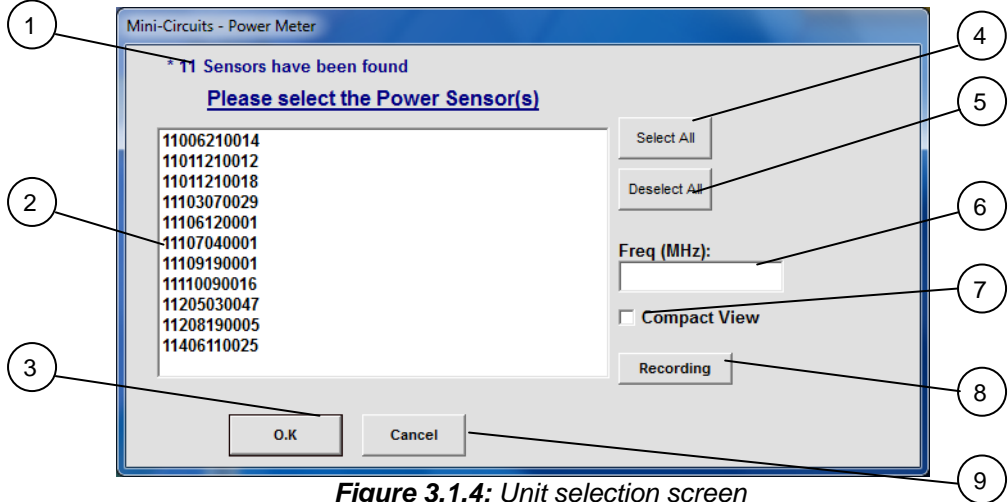 1
Mini-Circuits - Power Meter
* 11 Sensors have been found
Please select the Power Sensor(s)
4
5
Select All
Deselect All
11006210014
11011210012
11011210018
11103070029
11106120001
11107040001
11109190001
11110090016
11205030047
11208190005
11406110025
2
6
Freq (MHz):
7
Compact View
3
Recording
8
O.K
Cancel
9
Figure 3.1.4: Unit selection screen